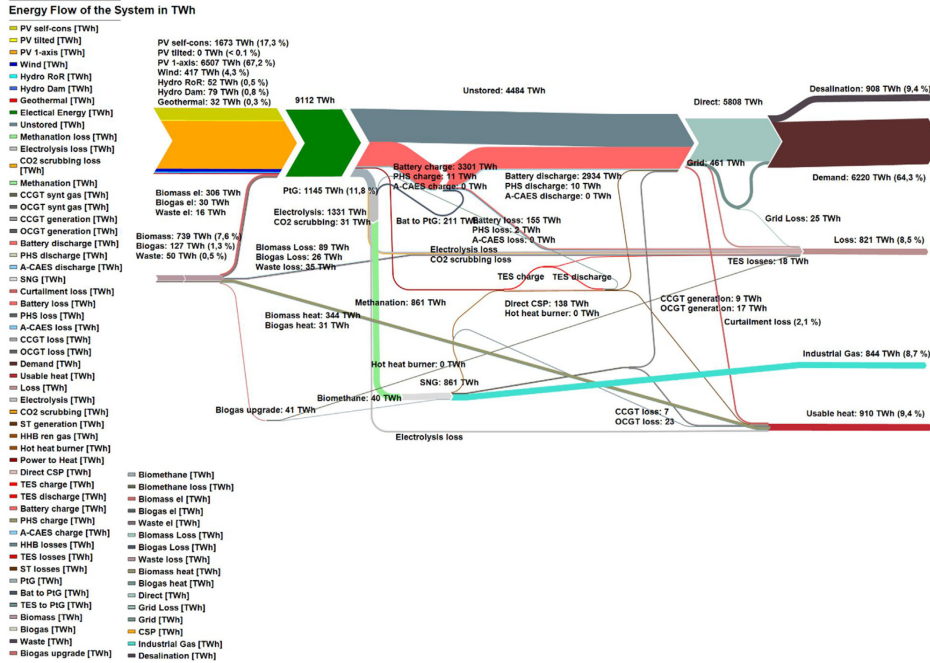 Energy Flow of the System in TWh
PV self-cons [TWh]
PV tilted [TWh]
PV 1-axis [TWh]
Wind [TWh]
Hydro RoR [TWh]
Hydro Dam [TWh]
Geothermal [TWh]
Electical Energy [TWh]
Unstored [TWh]
Methanation loss [TWh]
Electrolysis loss [TWh]
CO2 scrubbing loss
[TWh]
Methanation [TWh]
CCGT synt gas [TWh]
OCGT synt gas [TWh]
CCGT generation [TWh]
OCGT generation [TWh]
Battery discharge [TWh]
PHS discharge [TWh]
A-CAES discharge [TWh]
SNG [TWh]
Curtailment loss [TWh]
Battery loss [TWh]
PHS loss [TWh]
A-CAES loss [TWh]
CCGT loss [TWh]
OCGT loss [TWh]
Demand [TWh]
Usable heat [TWh]
Loss [TWh]
Electrolysis [TWh]
CO2 scrubbing [TWh]
ST generation [TWh]
HHB ren gas [TWh]
Hot heat burner [TWh]
Power to Heat [TWh]
Direct CSP [TWh]
TES charge [TWh]
TES discharge [TWh]
Battery charge [TWh]
PHS charge [TWh]
A-CAES charge [TWh]
HHB losses [TWh]
TES losses [TWh]
ST losses [TWh]
PtG [TWh]
Bat to PtG [TWh]
TES to PtG [TWh]
Biomass [TWh]
Biogas [TWh]
Waste [TWh]
Biogas upgrade [TWh]
Biomethane [TWh]
Biomethane loss [TWh]
Biomass el [TWh]
Biogas el [TWh]
Waste el [TWh]
Biomass Loss [TWh]
Biogas Loss [TWh]
Waste loss [TWh]
Biomass heat [TWh]
Biogas heat [TWh]
Direct [TWh]
Grid Loss [TWh]
Grid [TWh]
CSP [TWh]
Industrial Gas [TWh]
Desalination [TWh]
PV self-cons: 1673 TWh (17,3 %)
PV tilted: 0 TWh (< 0.1 %)
PV 1-axis: 6507 TWh (67,2 %)
Wind: 417 TWh (4,3 %)
Hydro RoR: 52 TWh (0,5 %)
Hydro Dam: 79 TWh (0,8 %)
Geothermal: 32 TWh (0,3 %)
9112 TWh
Unstored: 4484 TWh
Direct: 5808 TWh
Desalination: 908 TWh (9,4 %)
Demand: 6220 TWh (64,3 %)
Grid: 461 TWh
Battery charge: 3301 TWh
PHS charge: 11 TWh
A-CAES charge: 0 TWh
Battery discharge: 2934 TWh
PHS discharge: 10 TWh
A-CAES discharge: 0 TWh
Biomass el: 306 TWh
Biogas el: 30 TWh
Waste el: 16 TWh
PtG: 1145 TWh (11,8 %)
Electrolysis: 1331 TWh
CO2 scrubbing: 31 TWh
Bat to PtG: 211 TWh
Battery loss: 155 TWh
PHS loss: 2 TWh
A-CAES loss: 0 TWh
Grid Loss: 25 TWh
Biomass: 739 TWh (7,6 %)
Biogas: 127 TWh (1,3 %)
Waste: 50 TWh (0,5 %)
Biomass Loss: 89 TWh
Biogas Loss: 26 TWh
Waste loss: 35 TWh
Electrolysis loss
CO2 scrubbing loss
Loss: 821 TWh (8,5 %)
TES losses: 18 TWh
TES charge
TES discharge
Methanation: 861 TWh
Direct CSP: 138 TWh
Hot heat burner: 0 TWh
CCGT generation: 9 TWh
OCGT generation: 17 TWh
Curtailment loss (2,1 %)
Biomass heat: 344 TWh
Biogas heat: 31 TWh
Industrial Gas: 844 TWh (8,7 %)
Hot heat burner: 0 TWh
SNG: 861 TWh
Biomethane: 40 TWh
Biogas upgrade: 41 TWh
CCGT loss: 7
OCGT loss: 23
Usable heat: 910 TWh (9,4 %)
Electrolysis loss